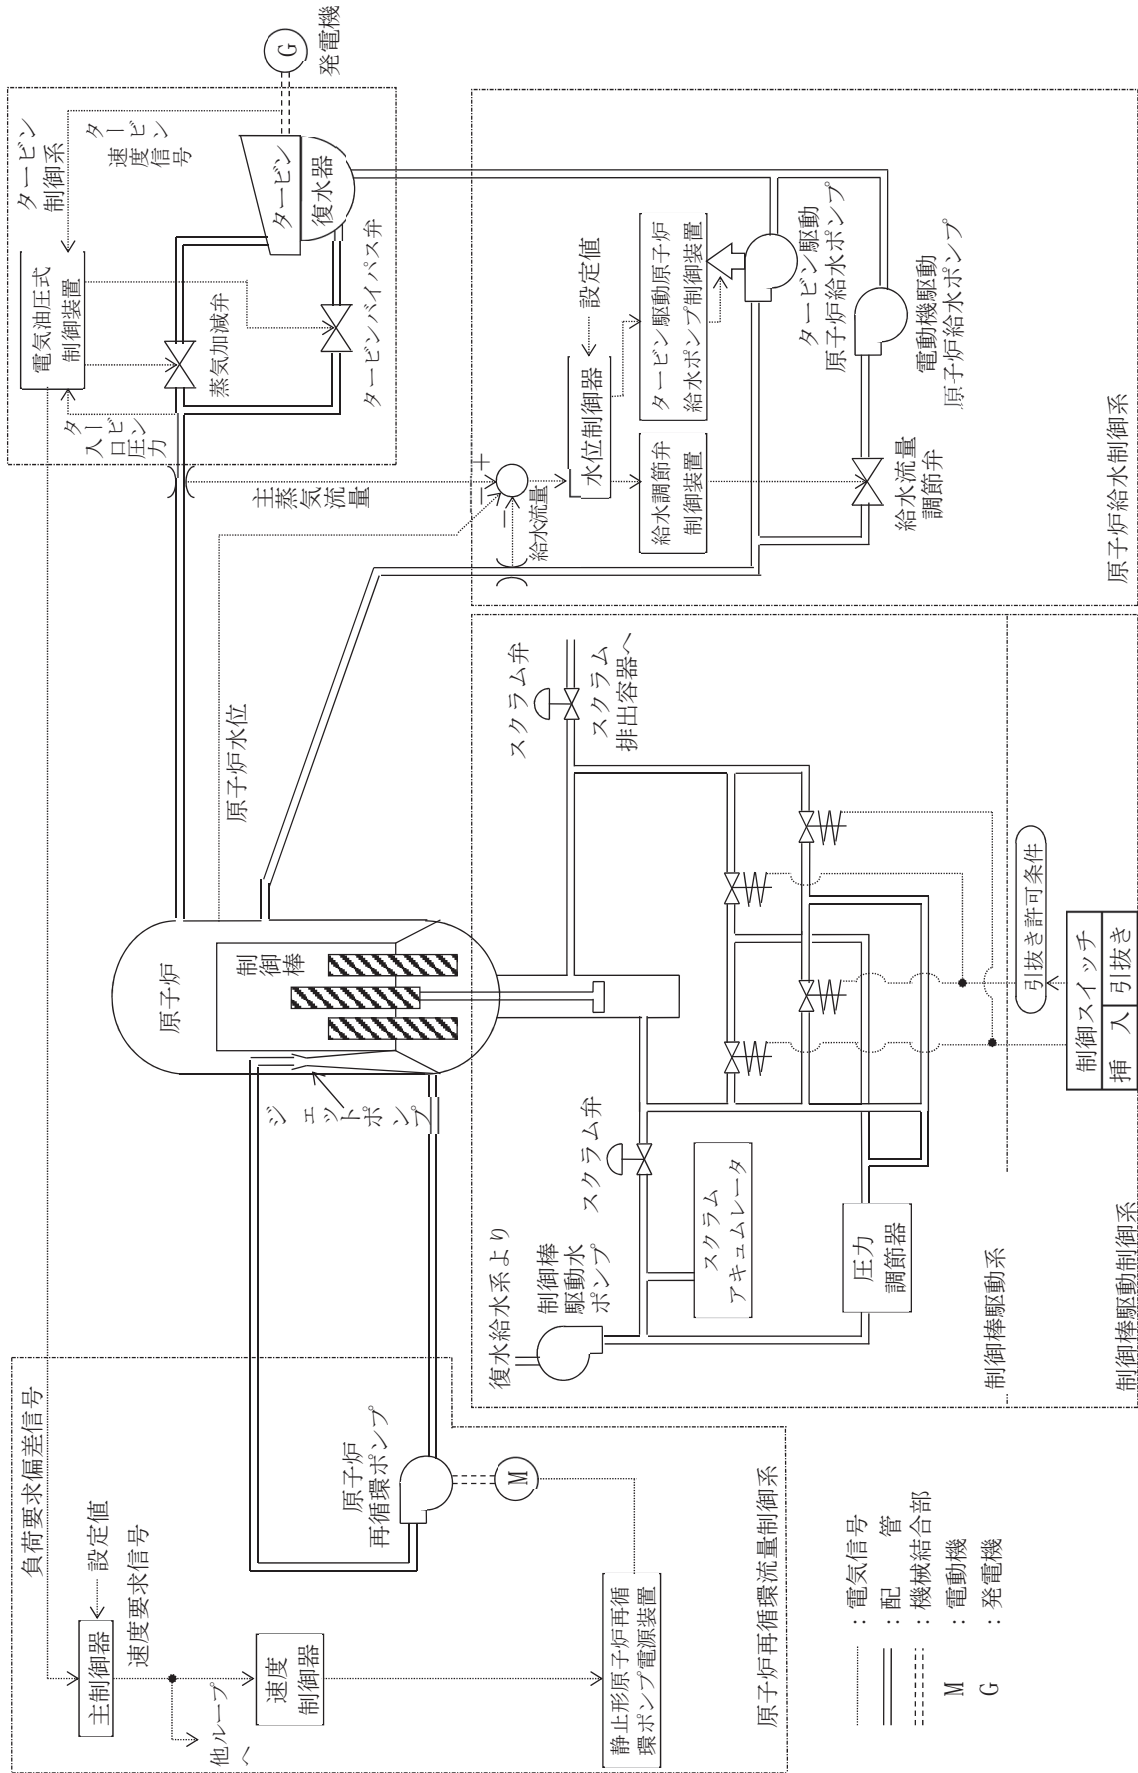 負荷要求偏差信号
設定値
主制御器
速度要求信号
他ループ
へ
速度
制御器
静止形原子炉再循
環ポンプ電源装置
原子炉
再循環ポンプ
M
原子炉再循環流量制御系
原子炉
制
御
棒
ジェット
ポンプ
原子炉水位
主蒸気流量
タービン
入口圧力
タービン
制御系
電気油圧式
制御装置
タービン
速度信号
蒸気加減弁
タービンバイパス弁
タービン
復水器
G
発電機
+
−
−
給水流量
設定値
水位制御器
給水調節弁
制御装置
タービン駆動原子炉
給水ポンプ制御装置
タービン駆動
原子炉給水ポンプ
電動機駆動
原子炉給水ポンプ
給水流量
調節弁
原子炉給水制御系
復水給水系より
制御棒
駆動水
ポンプ
スクラム弁
スクラム
アキュムレータ
圧力
調節器
スクラム弁
スクラム
排出容器へ
制御棒駆動系
引抜き許可条件
制御スイッチ
挿 入 引抜き
制御棒駆動制御系
:電気信号
:配 管
:機械結合部
M :電動機
G :発電機